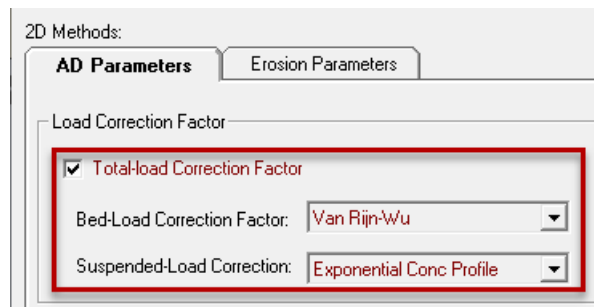 2D Methods:
AD Parameters Erosion Parameters
Load Correction Factor
Total-load Correction Factor
Bed-Load Correction Factor: Van Rijn-Wu
Suspended-Load Correction: Exponential Conc Profile